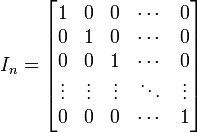 I_n = [ 1 0 0 ⋯ 0
0 1 0 ⋯ 0
0 0 1 ⋯ 0
⋮ ⋮ ⋮ ⋱ ⋮
0 0 0 ⋯ 1 ]